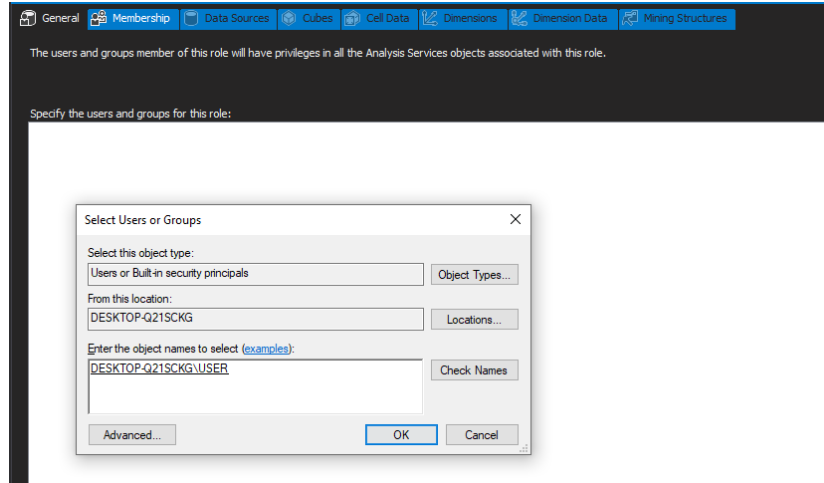 General Membership Data Sources Cubes Cell Data Dimensions Dimension Data Mining Structures
The users and groups member of this role will have privileges in all the Analysis Services objects associated with this role.
Specify the users and groups for this role:
Select Users or Groups
Select this object type:
Users or Built-in security principals
Object Types...
From this location:
DESKTOP-Q21SCKG
Locations...
Enter the object names to select (examples):
DESKTOP-Q21SCKG\USER
Check Names
Advanced...
OK
Cancel